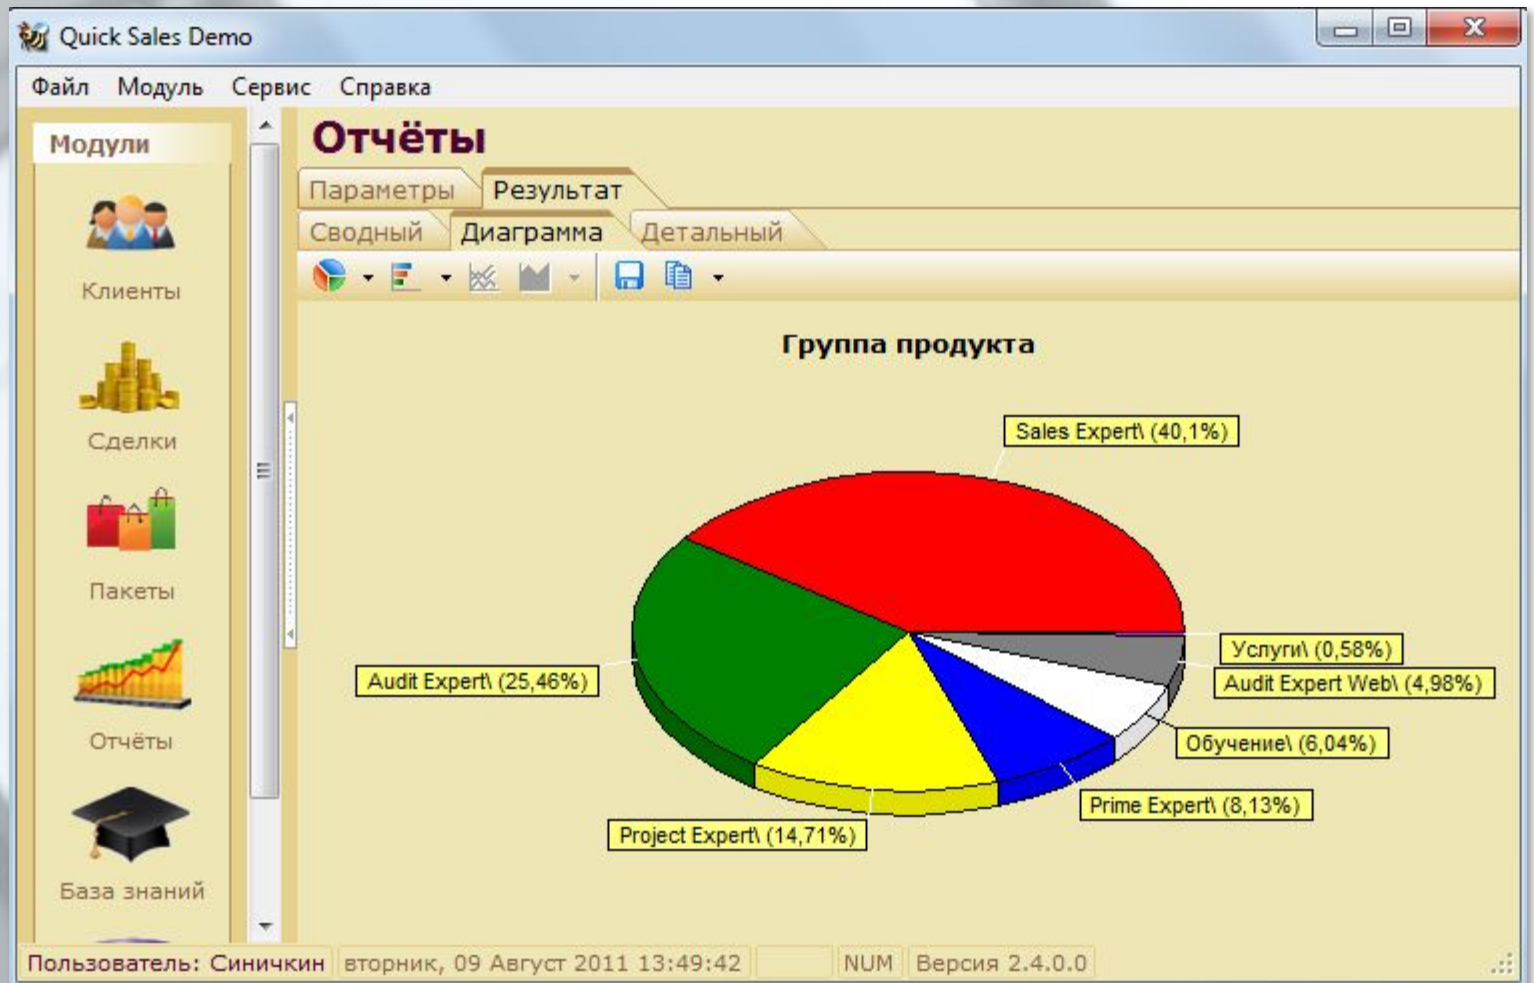 Quick Sales Demo
Файл Модуль Сервис Справка
Модули
Клиенты
Сделки
Пакеты
Отчёты
База знаний
Отчёты
Параметры Результат
Сводный Диаграмма Детальный
Группа продукта
Sales Expert\ (40,1%)
Услуги\ (0,58%)
Audit Expert\ (25,46%)
Audit Expert Web\ (4,98%)
Обучение\ (6,04%)
Prime Expert\ (8,13%)
Project Expert\ (14,71%)
Пользователь: Синичкин вторник, 09 Август 2011 13:49:42 NUM Версия 2.4.0.0